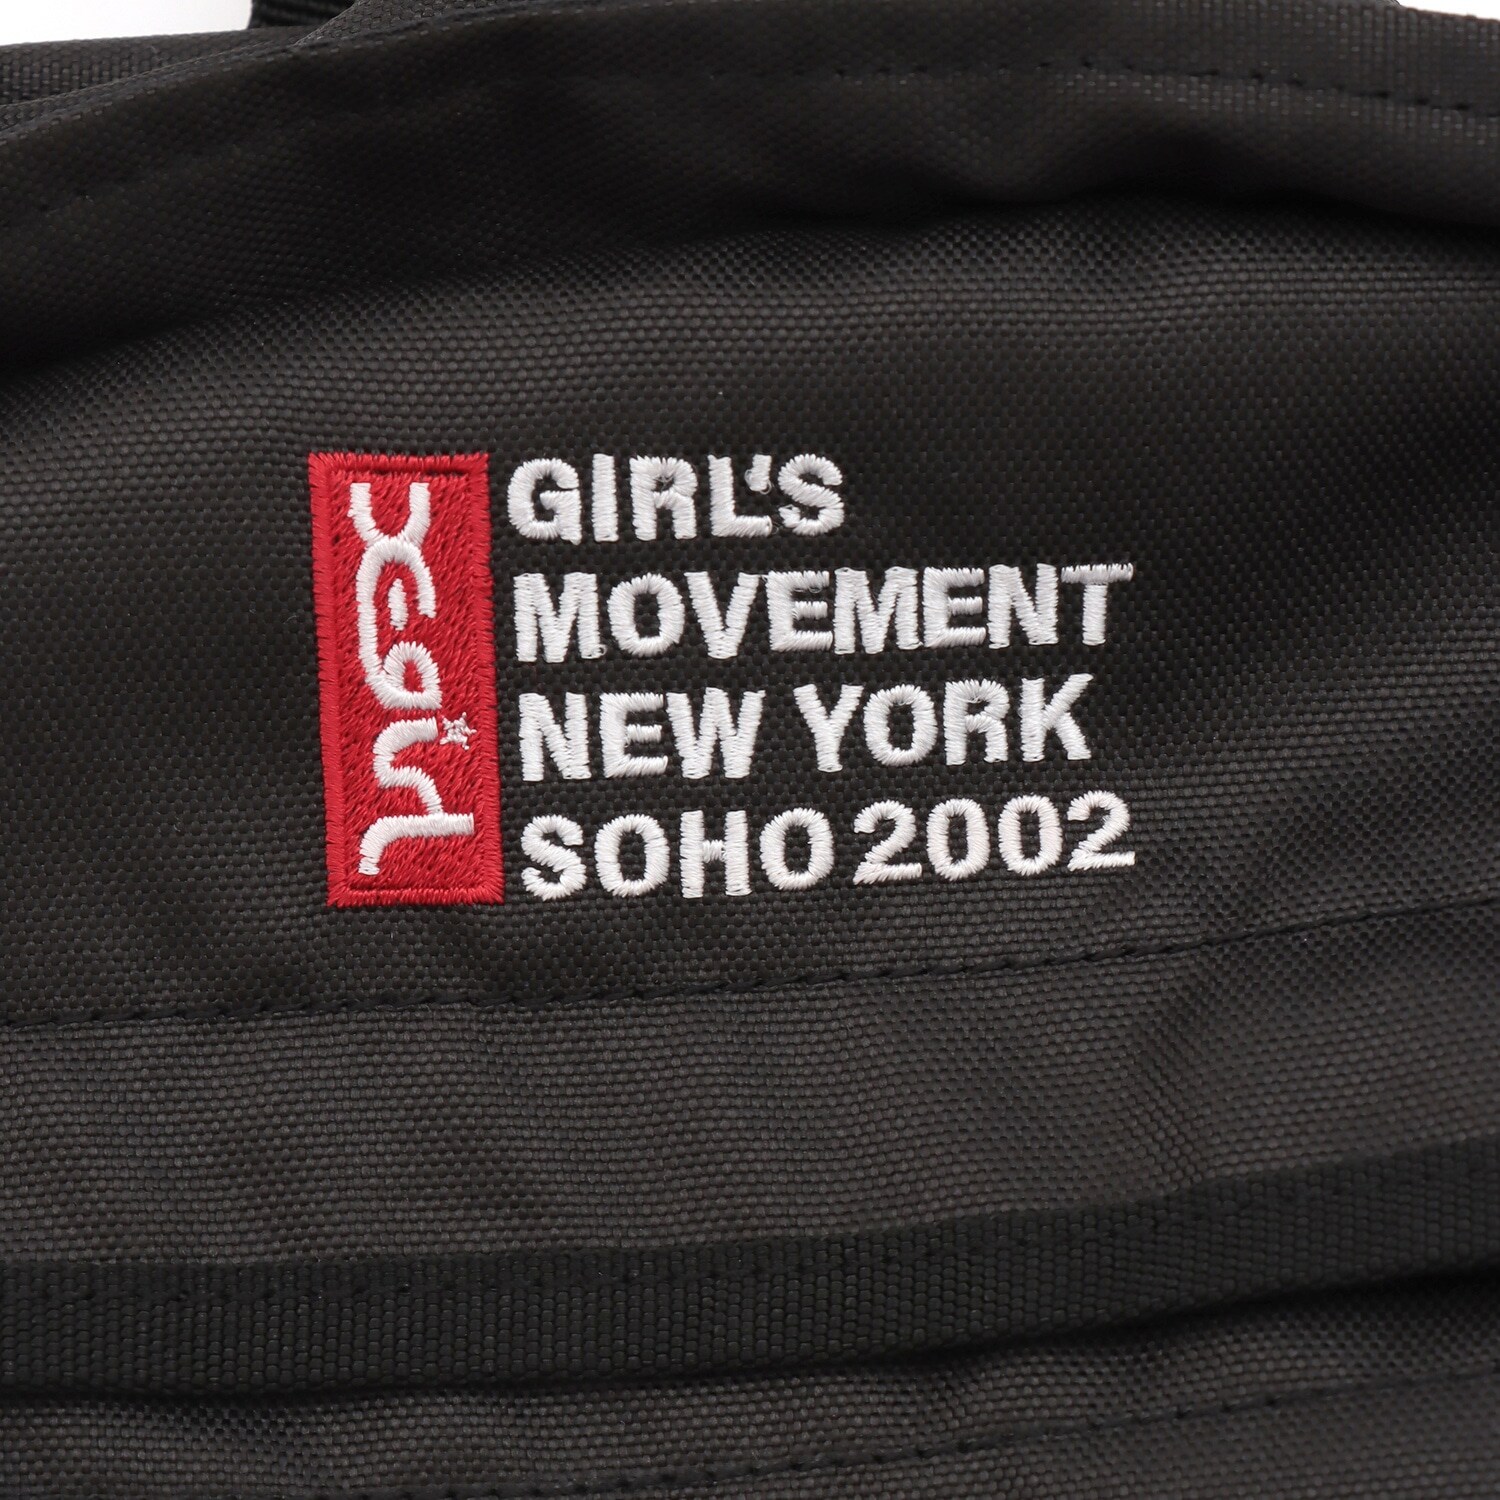 X-girl
GIRL'S
MOVEMENT
NEW YORK
SOHO 2002